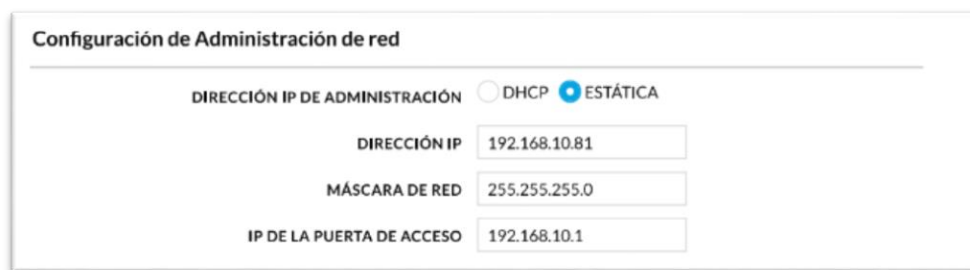 Configuración de Administración de red
DIRECCIÓN IP DE ADMINISTRACIÓN DHCP ESTÁTICA
DIRECCIÓN IP 192.168.10.81
MÁSCARA DE RED 255.255.255.0
IP DE LA PUERTA DE ACCESO 192.168.10.1